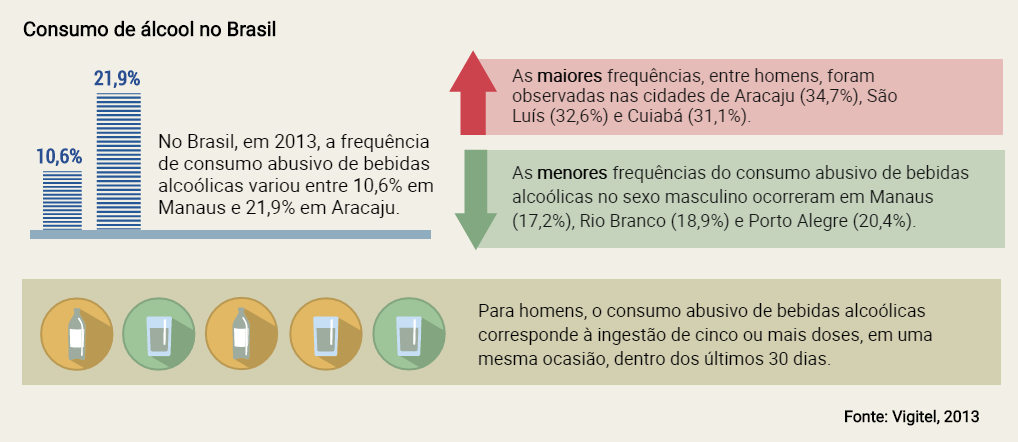 Consumo de álcool no Brasil
21,9%
10,6%
No Brasil, em 2013, a frequência
de consumo abusivo de bebidas
alcoólicas variou entre 10,6% em
Manaus e 21,9% em Aracaju.
As maiores frequências, entre homens, foram
observadas nas cidades de Aracaju (34,7%), São
Luís (32,6%) e Cuiabá (31,1%).
As menores frequências do consumo abusivo de bebidas
alcoólicas no sexo masculino ocorreram em Manaus
(17,2%), Rio Branco (18,9%) e Porto Alegre (20,4%).
Para homens, o consumo abusivo de bebidas alcoólicas
corresponde à ingestão de cinco ou mais doses, em uma
mesma ocasião, dentro dos últimos 30 dias.
Fonte: Vigitel, 2013